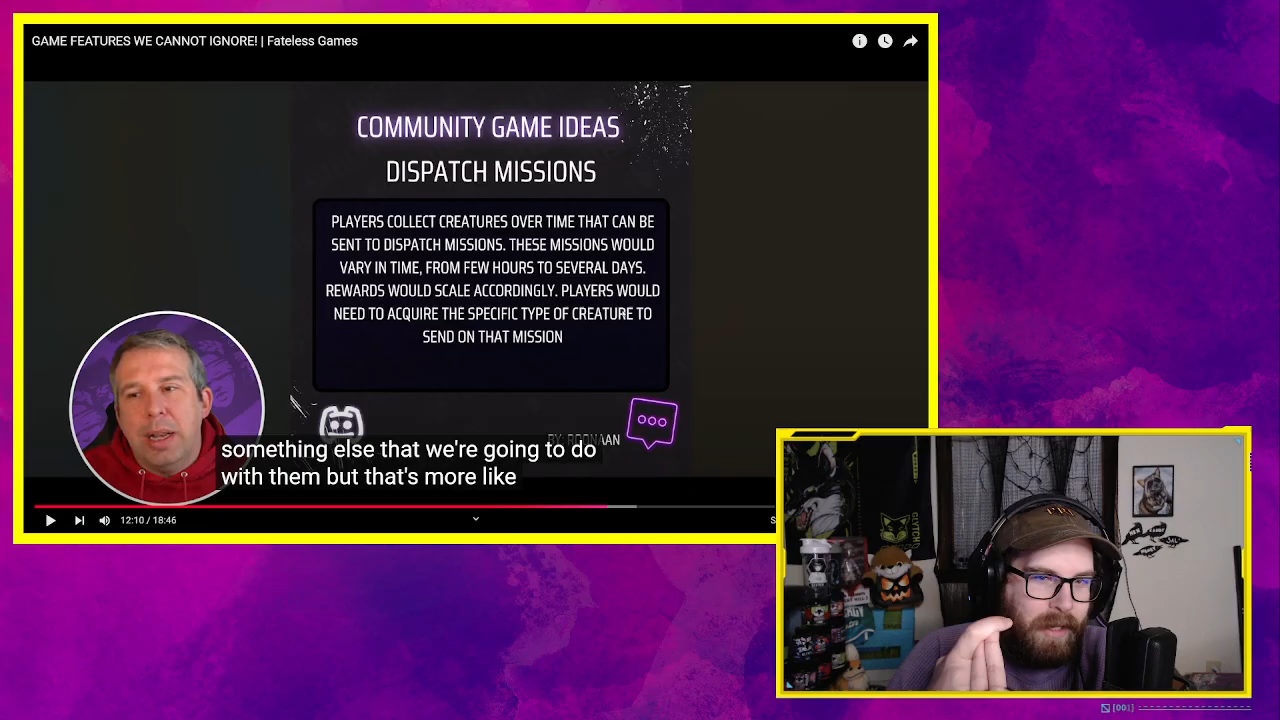 GAME FEATURES WE CANNOT IGNORE! | Fateless Games
COMMUNITY GAME IDEAS
DISPATCH MISSIONS
PLAYERS COLLECT CREATURES OVER TIME THAT CAN BE
SENT TO DISPATCH MISSIONS. THESE MISSIONS WOULD
VARY IN TIME, FROM FEW HOURS TO SEVERAL DAYS.
REWARDS WOULD SCALE ACCORDINGLY. PLAYERS WOULD
NEED TO ACQUIRE THE SPECIFIC TYPE OF CREATURE TO
SEND ON THAT MISSION
something else that we're going to do
with them but that's more like
12:10 / 18:46
[001]